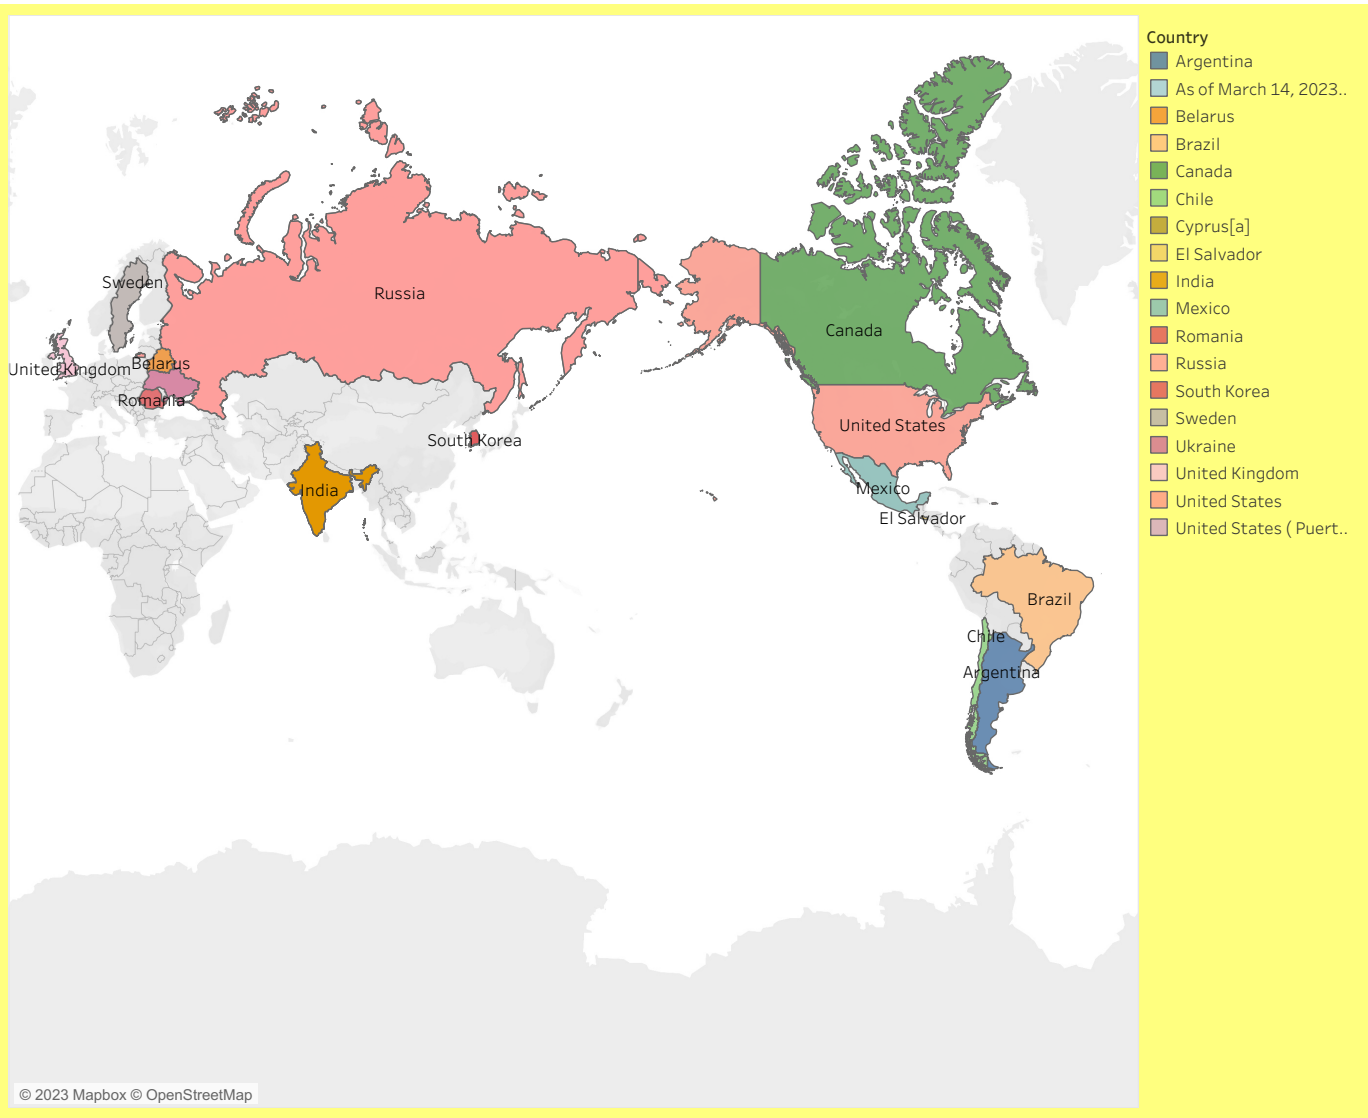 Country
Argentina
As of March 14, 2023..
Belarus
Brazil
Canada
Chile
Cyprus[a]
El Salvador
India
Mexico
Romania
Russia
South Korea
Sweden
Ukraine
United Kingdom
United States
United States ( Puert..
Sweden
Russia
Canada
United Kingdom
Belarus
Romania
United States
South Korea
India
Mexico
El Salvador
Brazil
Chile
Argentina
© 2023 Mapbox © OpenStreetMap